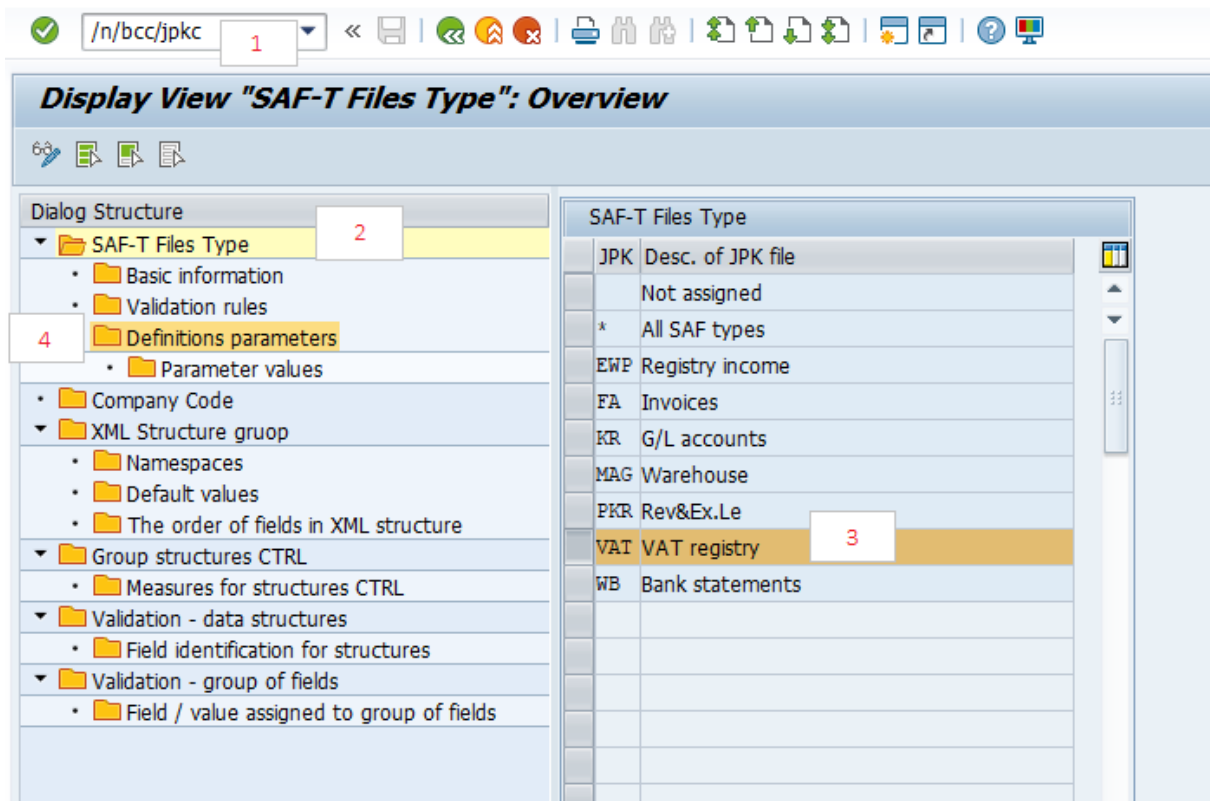 /n/bcc/jpkc
1
Display View "SAF-T Files Type": Overview
Dialog Structure
2
SAF-T Files Type
Basic information
Validation rules
4
Definitions parameters
Parameter values
Company Code
XML Structure gruop
Namespaces
Default values
The order of fields in XML structure
Group structures CTRL
Measures for structures CTRL
Validation - data structures
Field identification for structures
Validation - group of fields
Field / value assigned to group of fields
SAF-T Files Type
JPK Desc. of JPK file
Not assigned
* All SAF types
EWP Registry income
FA Invoices
KR G/L accounts
MAG Warehouse
PKR Rev&Ex.Le
VAT VAT registry
3
WB Bank statements